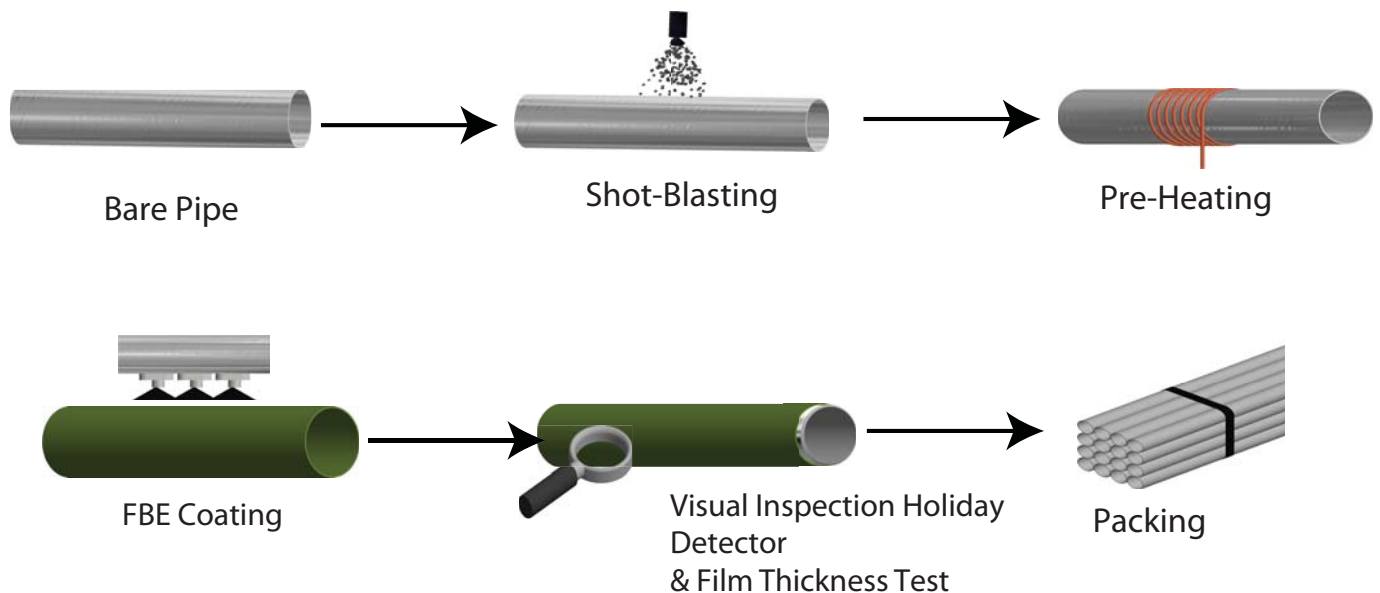 Bare Pipe
Shot-Blasting
Pre-Heating
FBE Coating
Visual Inspection Holiday
Detector
& Film Thickness Test
Packing